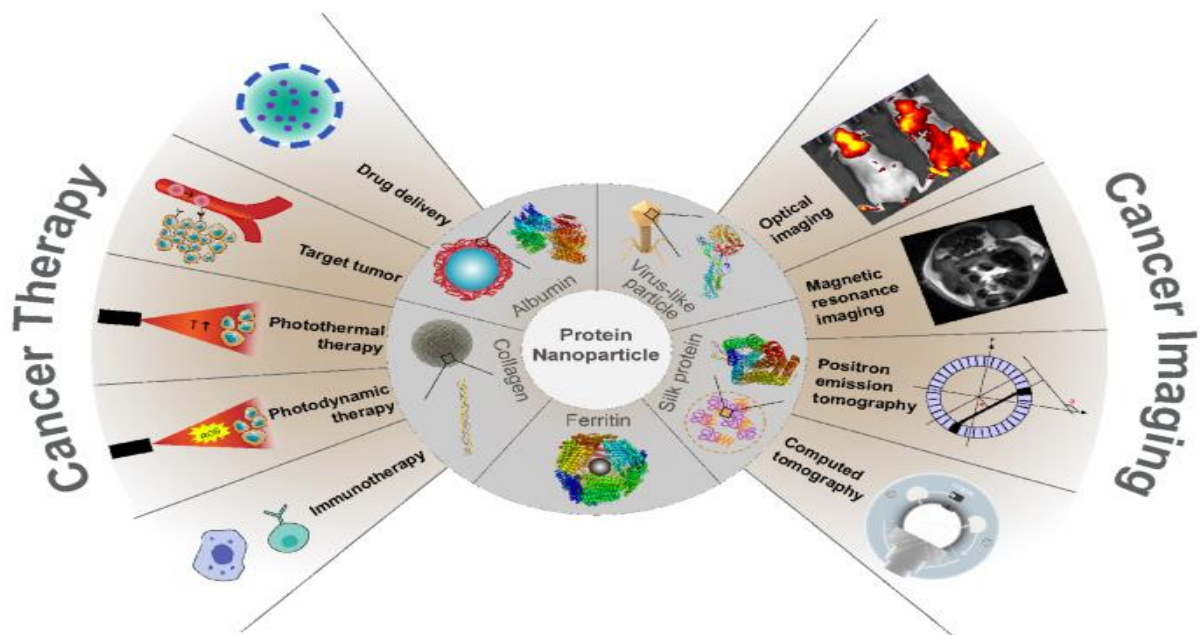 Cancer Therapy
Drug delivery
Target tumor
Photothermal
therapy
T↑
Photodynamic
therapy
ROS
Immunotherapy
Protein
Nanoparticle
Albumin
Virus-like
particle
Collagen
Silk protein
Ferritin
Optical
imaging
Magnetic
resonance
imaging
Positron
emission
tomography
Computed
tomography
Cancer Imaging